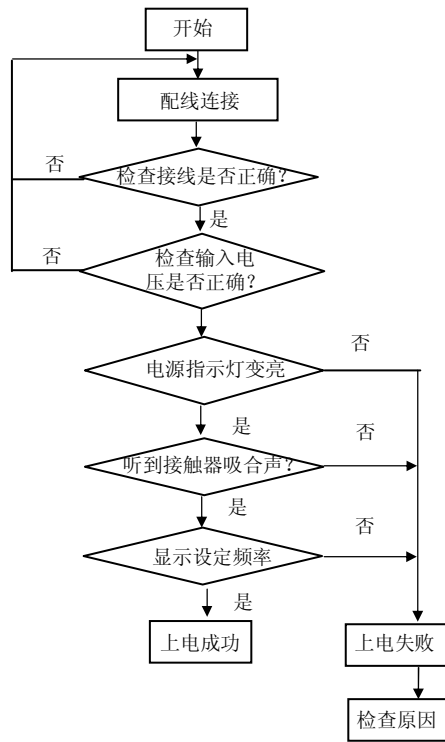 开始
配线连接
否
检查接线是否正确？
是
否
检查输入电
压是否正确？
否
电源指示灯变亮
是
否
听到接触器吸合声？
是
否
显示设定频率
是
上电成功
上电失败
检查原因